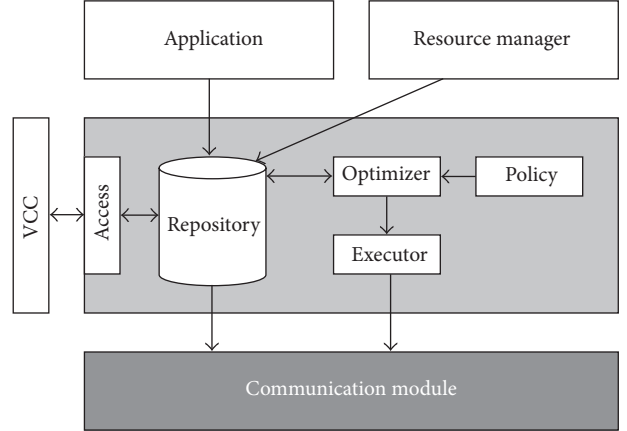 Application
Resource manager
VCC
Access
Repository
Optimizer
Policy
Executor
Communication module